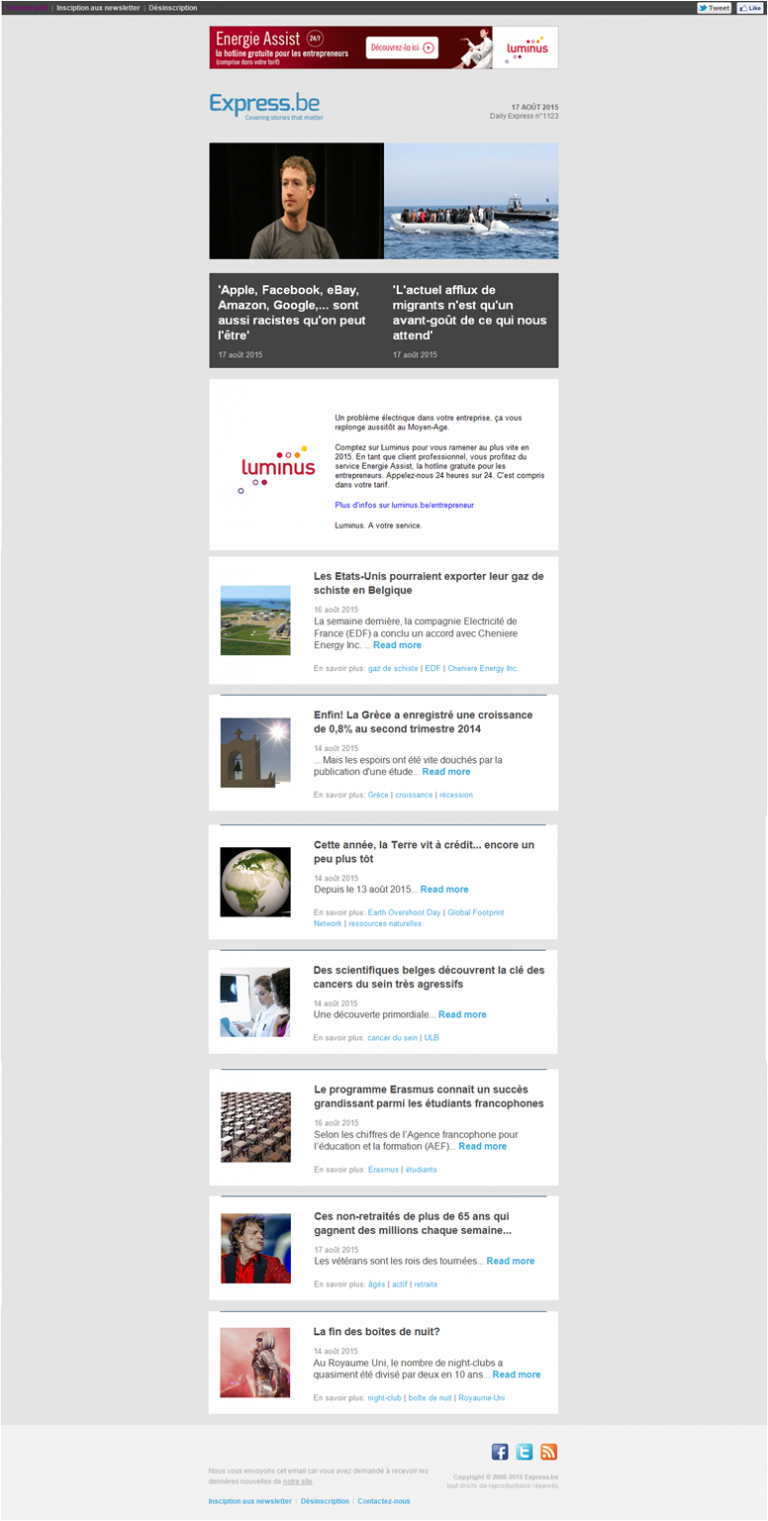 Version web | Insciption aux newsletter | Désinscription Tweet Like
Energie Assist 24/7
la hotline gratuite pour les entrepreneurs
(comprise dans votre tarif)
Découvrez-la ici
luminus
Express.be
Covering stories that matter
17 AOÛT 2015
Daily Express n°1123
'Apple, Facebook, eBay,
Amazon, Google,... sont
aussi racistes qu'on peut
l'être'
17 août 2015
'L'actuel afflux de
migrants n'est qu'un
avant-goût de ce qui nous
attend'
17 août 2015
luminus
Un problème électrique dans votre entreprise, ça vous
replonge aussitôt au Moyen-Age.
Comptez sur Luminus pour vous ramener au plus vite en
2015. En tant que client professionnel, vous profitez du
service Energie Assist, la hotline gratuite pour les
entrepreneurs. Appelez-nous 24 heures sur 24. C'est compris
dans votre tarif.
Plus d'infos sur luminus.be/entrepreneur
Luminus. A votre service.
Les Etats-Unis pourraient exporter leur gaz de
schiste en Belgique
16 août 2015
La semaine dernière, la compagnie Electricité de
France (EDF) a conclu un accord avec Cheniere
Energy Inc. ... Read more
En savoir plus: gaz de schiste | EDF | Cheniere Energy Inc.
Enfin! La Grèce a enregistré une croissance
de 0,8% au second trimestre 2014
14 août 2015
... Mais les espoirs ont été vite douchés par la
publication d'une étude... Read more
En savoir plus: Grèce | croissance | récession
Cette année, la Terre vit à crédit... encore un
peu plus tôt
14 août 2015
Depuis le 13 août 2015... Read more
En savoir plus: Earth Overshoot Day | Global Footprint
Network | ressources naturelles
Des scientifiques belges découvrent la clé des
cancers du sein très agressifs
14 août 2015
Une découverte primordiale... Read more
En savoir plus: cancer du sein | ULB
Le programme Erasmus connait un succès
grandissant parmi les étudiants francophones
16 août 2015
Selon les chiffres de l'Agence francophone pour
l'éducation et la formation (AEF)... Read more
En savoir plus: Erasmus | étudiants
Ces non-retraités de plus de 65 ans qui
gagnent des millions chaque semaine...
17 août 2015
Les vétérans sont les rois des tournées... Read more
En savoir plus: âgés | actif | retraite
La fin des boîtes de nuit?
14 août 2015
Au Royaume Uni, le nombre de night-clubs a
quasiment été divisé par deux en 10 ans... Read more
En savoir plus: night-club | boîte de nuit | Royaume-Uni
Nous vous envoyons cet email car vous avez demandé à recevoir les
dernières nouvelles de notre site.
Copyright © 2006-2015 Express.be
tout droits de reproductions réservés
Insciption aux newsletter | Désinscription | Contactez-nous